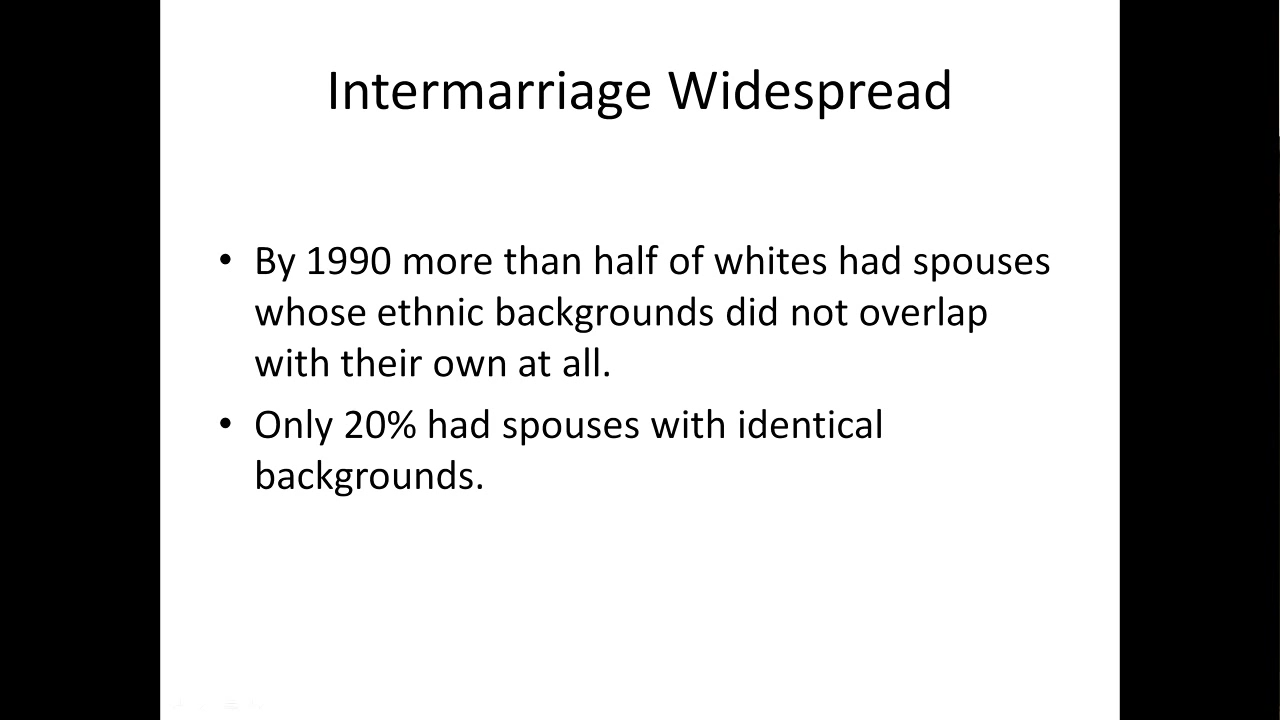 Intermarriage Widespread
• By 1990 more than half of whites had spouses
whose ethnic backgrounds did not overlap
with their own at all.
• Only 20% had spouses with identical
backgrounds.